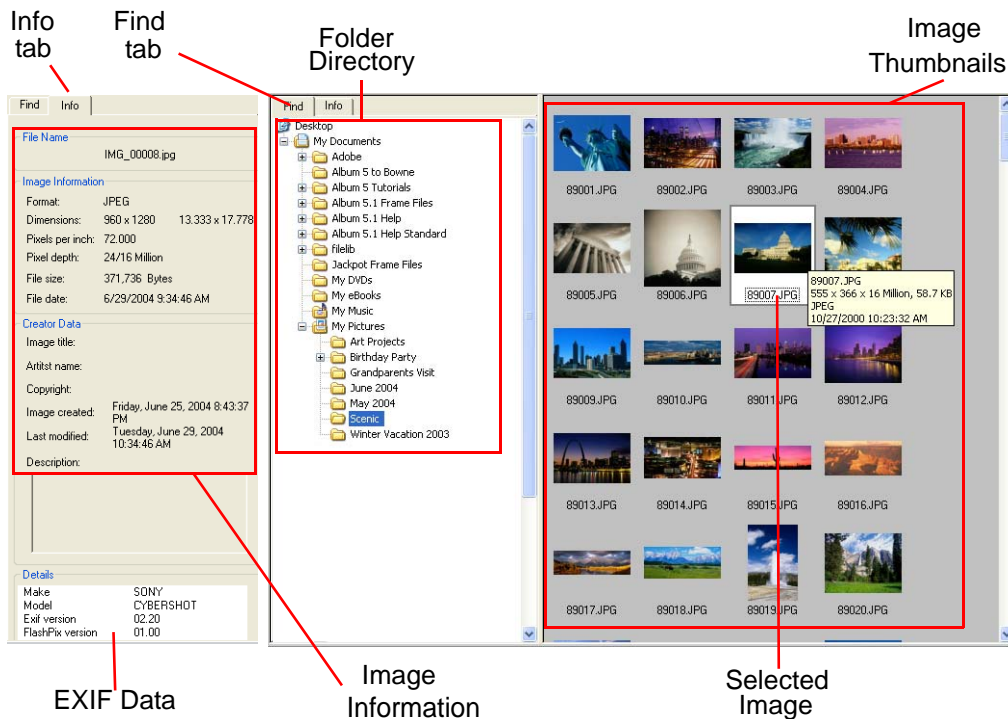 Info
tab
Find
tab
Folder
Directory
Image
Thumbnails
Find Info
File Name
IMG_00008.jpg
Image Information
Format: JPEG
Dimensions: 960 x 1280 13.333 x 17.778
Pixels per inch: 72.000
Pixel depth: 24/16 Million
File size: 371,736 Bytes
File date: 6/29/2004 9:34:46 AM
Creator Data
Image title:
Artitst name:
Copyright:
Image created: Friday, June 25, 2004 8:43:37
PM
Last modified: Tuesday, June 29, 2004
10:34:46 AM
Description:
Details
Make SONY
Model CYBERSHOT
Exif version 02.20
FlashPix version 01.00
Find Info
Desktop
My Documents
Adobe
Album 5 to Bowne
Album 5 Tutorials
Album 5.1 Frame Files
Album 5.1 Help
Album 5.1 Help Standard
filelib
Jackpot Frame Files
My DVDs
My eBooks
My Music
My Pictures
Art Projects
Birthday Party
Grandparents Visit
June 2004
May 2004
Scenic
Winter Vacation 2003
89001.JPG 89002.JPG 89003.JPG 89004.JPG
89005.JPG 89006.JPG 89007.JPG
89007.JPG
555 x 366 x 16 Million, 58.7 KB
JPEG
10/27/2000 10:23:32 AM
89009.JPG 89010.JPG 89011.JPG 89012.JPG
89013.JPG 89014.JPG 89015.JPG 89016.JPG
89017.JPG 89018.JPG 89019.JPG 89020.JPG
EXIF Data
Image
Information
Selected
Image